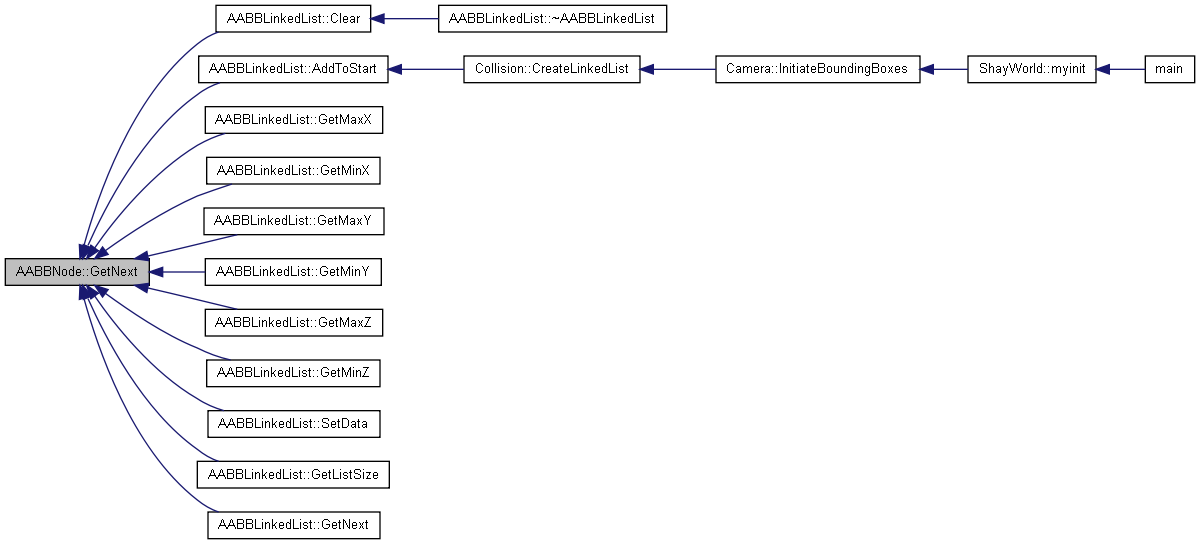 AABBLinkedList::Clear
AABBLinkedList::~AABBLinkedList
AABBLinkedList::AddToStart
Collision::CreateLinkedList
Camera::InitiateBoundingBoxes
ShayWorld::myinit
main
AABBLinkedList::GetMaxX
AABBLinkedList::GetMinX
AABBLinkedList::GetMaxY
AABBNode::GetNext
AABBLinkedList::GetMinY
AABBLinkedList::GetMaxZ
AABBLinkedList::GetMinZ
AABBLinkedList::SetData
AABBLinkedList::GetListSize
AABBLinkedList::GetNext